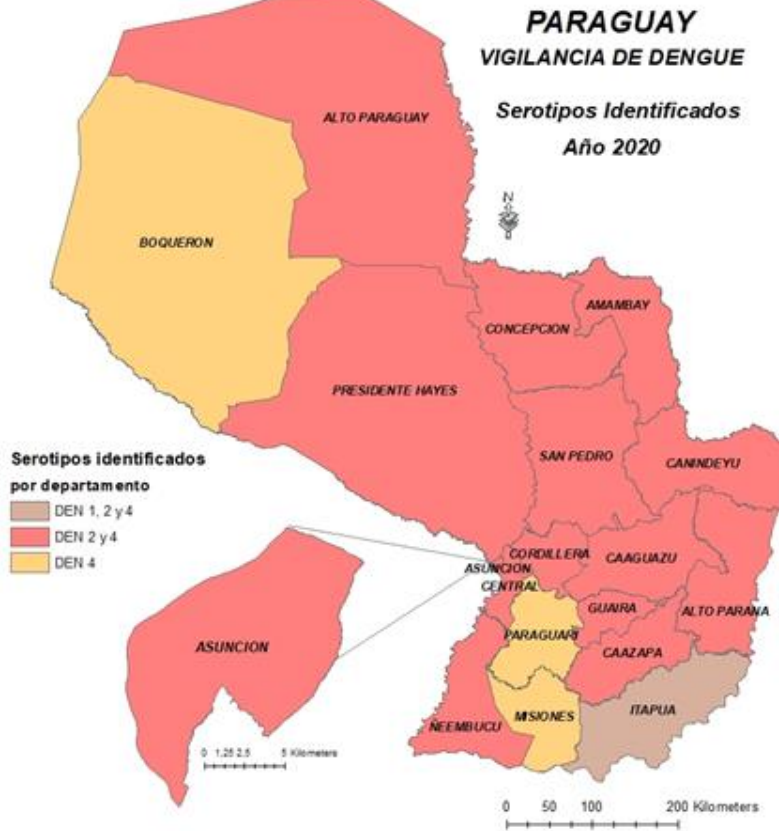 PARAGUAY
VIGILANCIA DE DENGUE
Serotipos Identificados
Año 2020
N
ALTO PARAGUAY
BOQUERON
CONCEPCION
AMAMBAY
PRESIDENTE HAYES
SAN PEDRO
CANINDEYU
Serotipos identificados
por departamento
DEN 1, 2 y 4
DEN 2 y 4
DEN 4
CORDILLERA
CAAGUAZU
ASUNCION
CENTRAL
GUAIRA
ALTO PARANA
PARAGUARI
CAAZAPA
ASUNCION
ITAPUA
MISIONES
ÑEEMBUCU
0 1,25 2,5 5 Kilometers
0 50 100 200 Kilometers